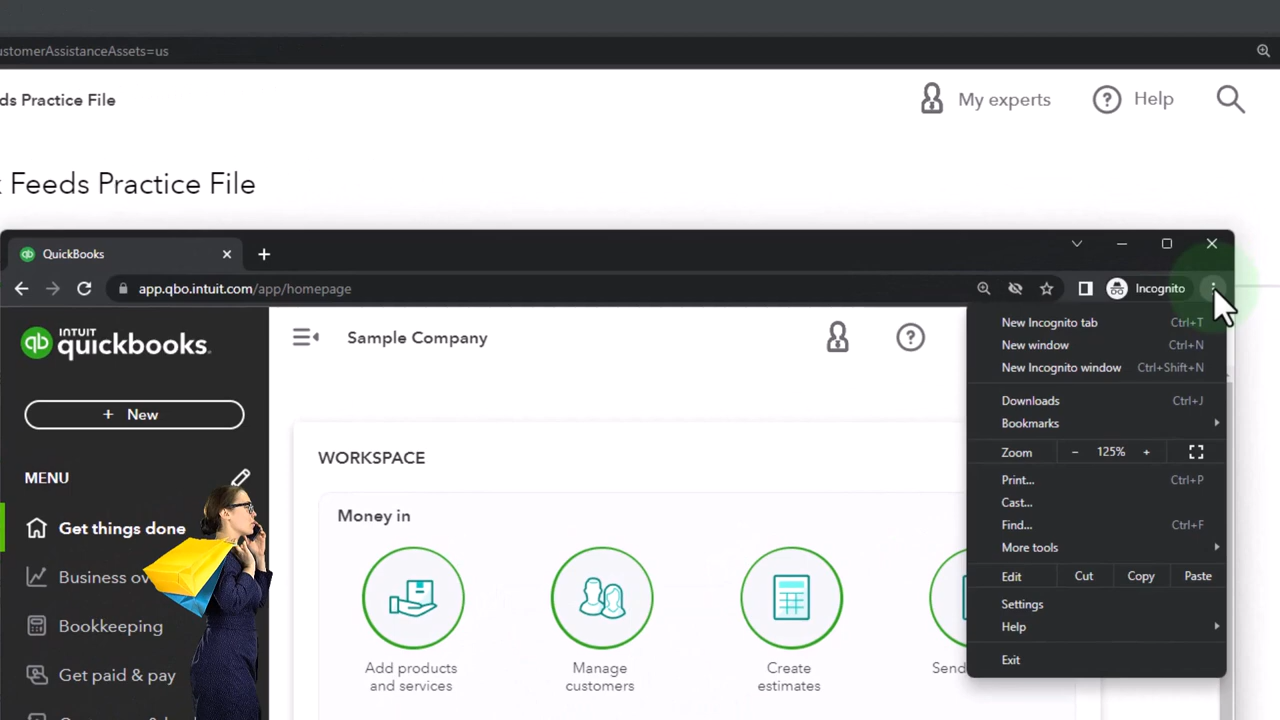 ustomerAssistanceAssets=us
ds Practice File
My experts
Help
Feeds Practice File
QuickBooks
app.qbo.intuit.com/app/homepage
Incognito
INTUIT
quickbooks.
Sample Company
New Incognito tab Ctrl+T
New window Ctrl+N
New Incognito window Ctrl+Shift+N
Downloads Ctrl+J
Bookmarks
Zoom - 125% +
Print... Ctrl+P
Cast...
Find... Ctrl+F
More tools
Edit Cut Copy Paste
Settings
Help
Exit
+ New
MENU
Get things done
Business ov
Bookkeeping
Get paid & pay
WORKSPACE
Money in
Add products
and services
Manage
customers
Create
estimates
Send